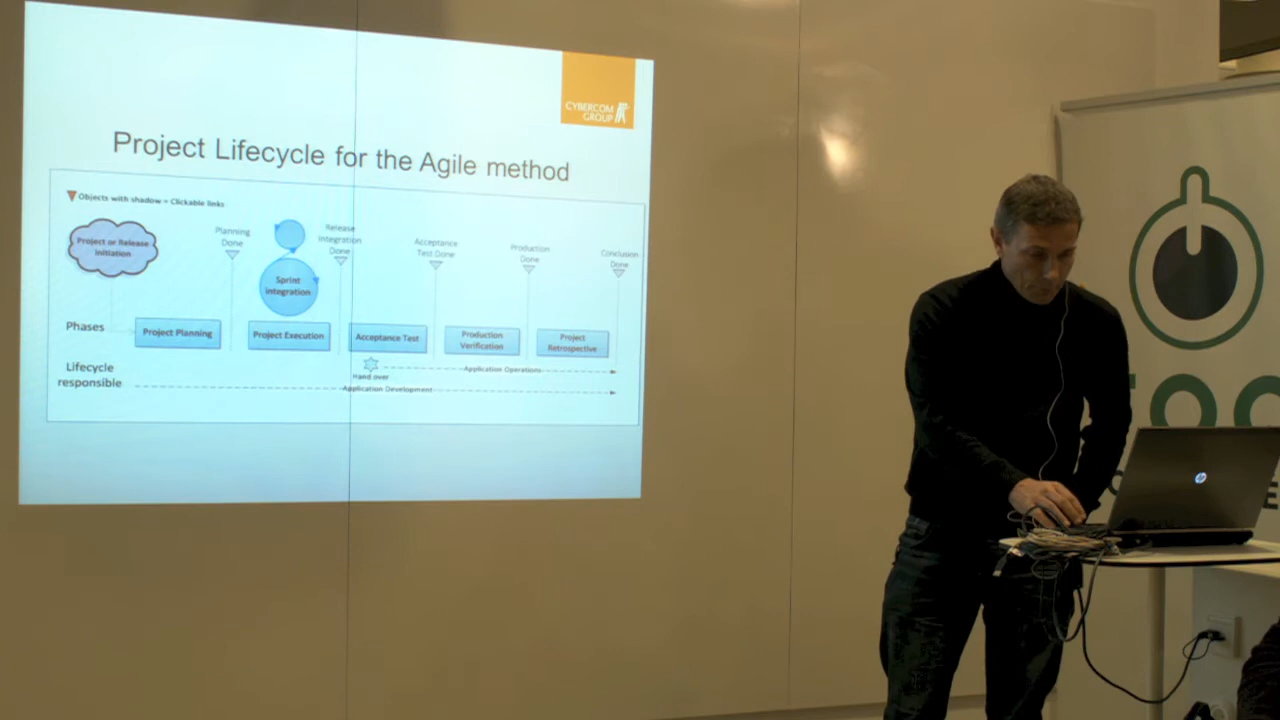 CYBERCOM
GROUP
Project Lifecycle for the Agile method
Objects with shadow = Clickable links
Project or Release
Initiation
Planning
Done
Release
Integration
Done
Acceptance
Test Done
Production
Done
Conclusion
Done
Sprint
Integration
Phases
Project Planning
Project Execution
Acceptance Test
Production
Verification
Project
Retrospective
Lifecycle
responsible
Hand over
Application Operations
Application Development
hp